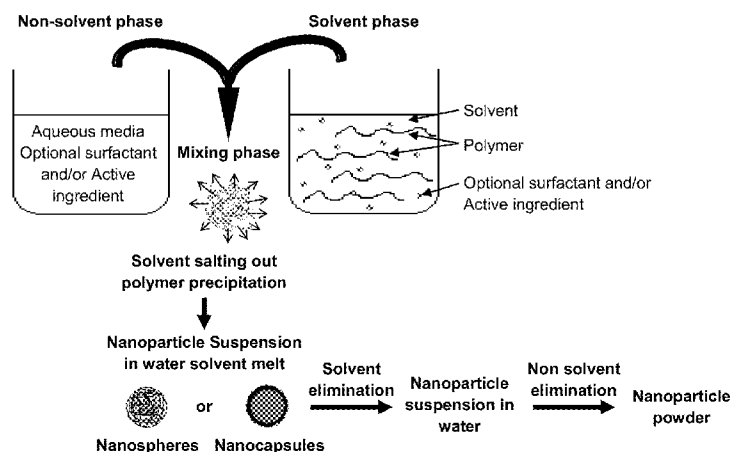 Non-solvent phase
Solvent phase
Aqueous media
Optional surfactant
and/or Active
ingredient
Mixing phase
Solvent
Polymer
Optional surfactant and/or
Active ingredient
Solvent salting out
polymer precipitation
Nanoparticle Suspension
in water solvent melt
or
Nanospheres
Nanocapsules
Solvent
elimination
Nanoparticle
suspension in
water
Non solvent
elimination
Nanoparticle
powder